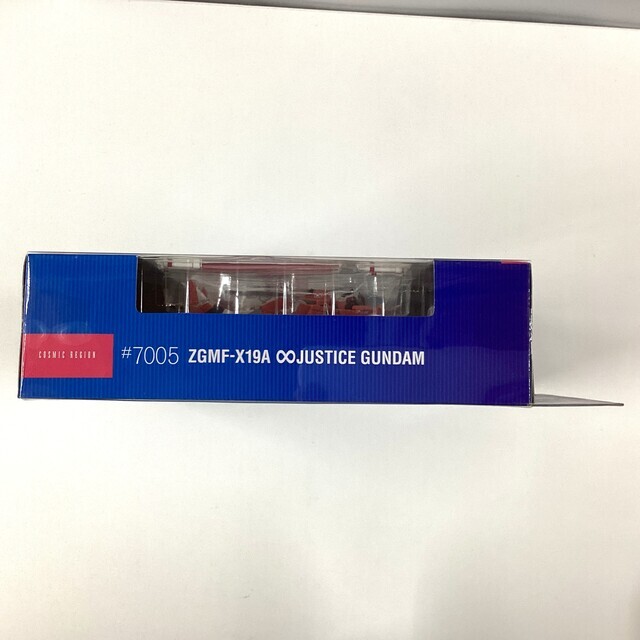 COSMIC REGION
#7005 ZGMF-X19A ∞JUSTICE GUNDAM